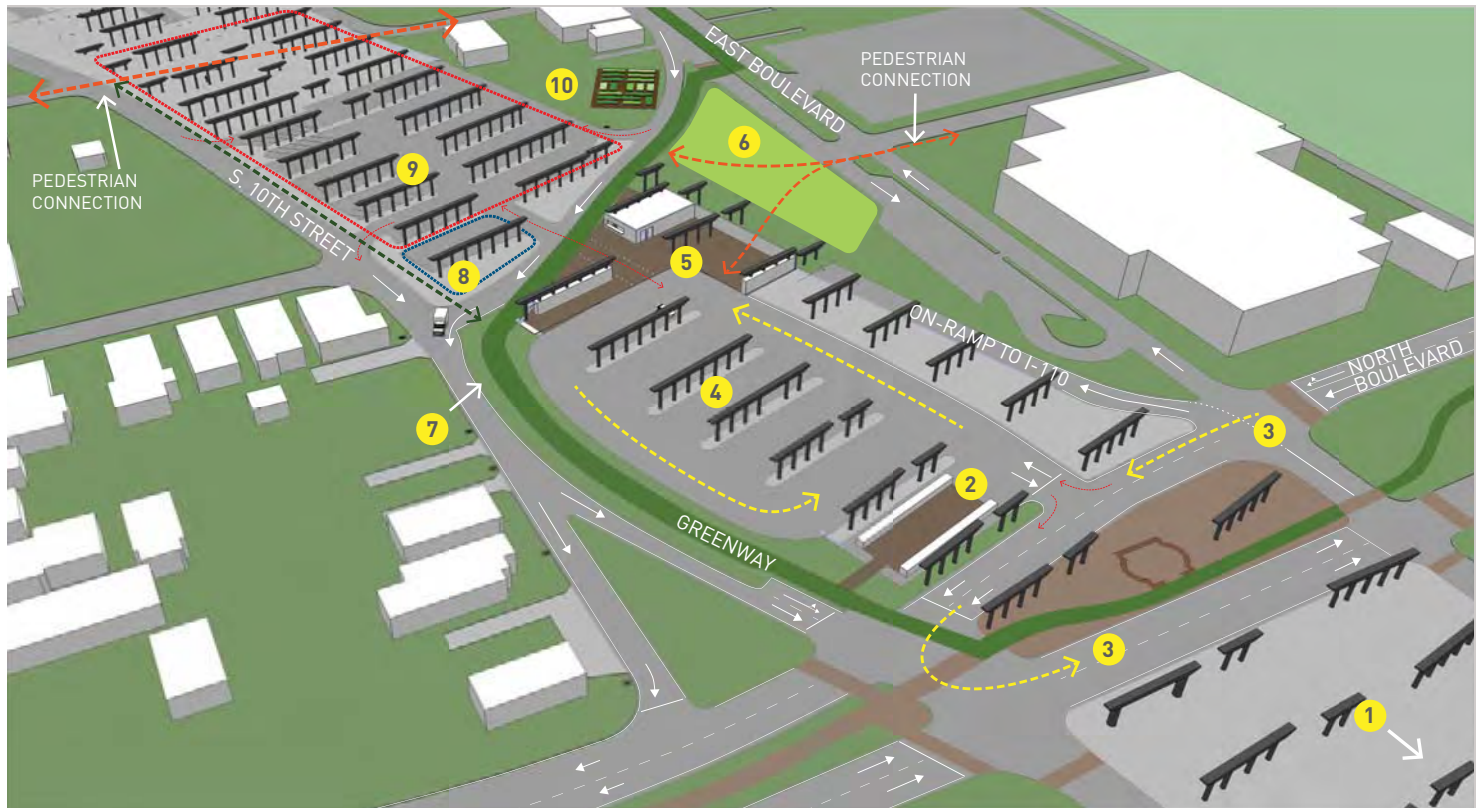 EAST BOULEVARD
PEDESTRIAN
CONNECTION
10
6
PEDESTRIAN
CONNECTION
9
S. 10TH STREET
5
8
ON-RAMP TO I-110
NORTH
BOULEVARD
4
7
3
2
GREENWAY
3
1